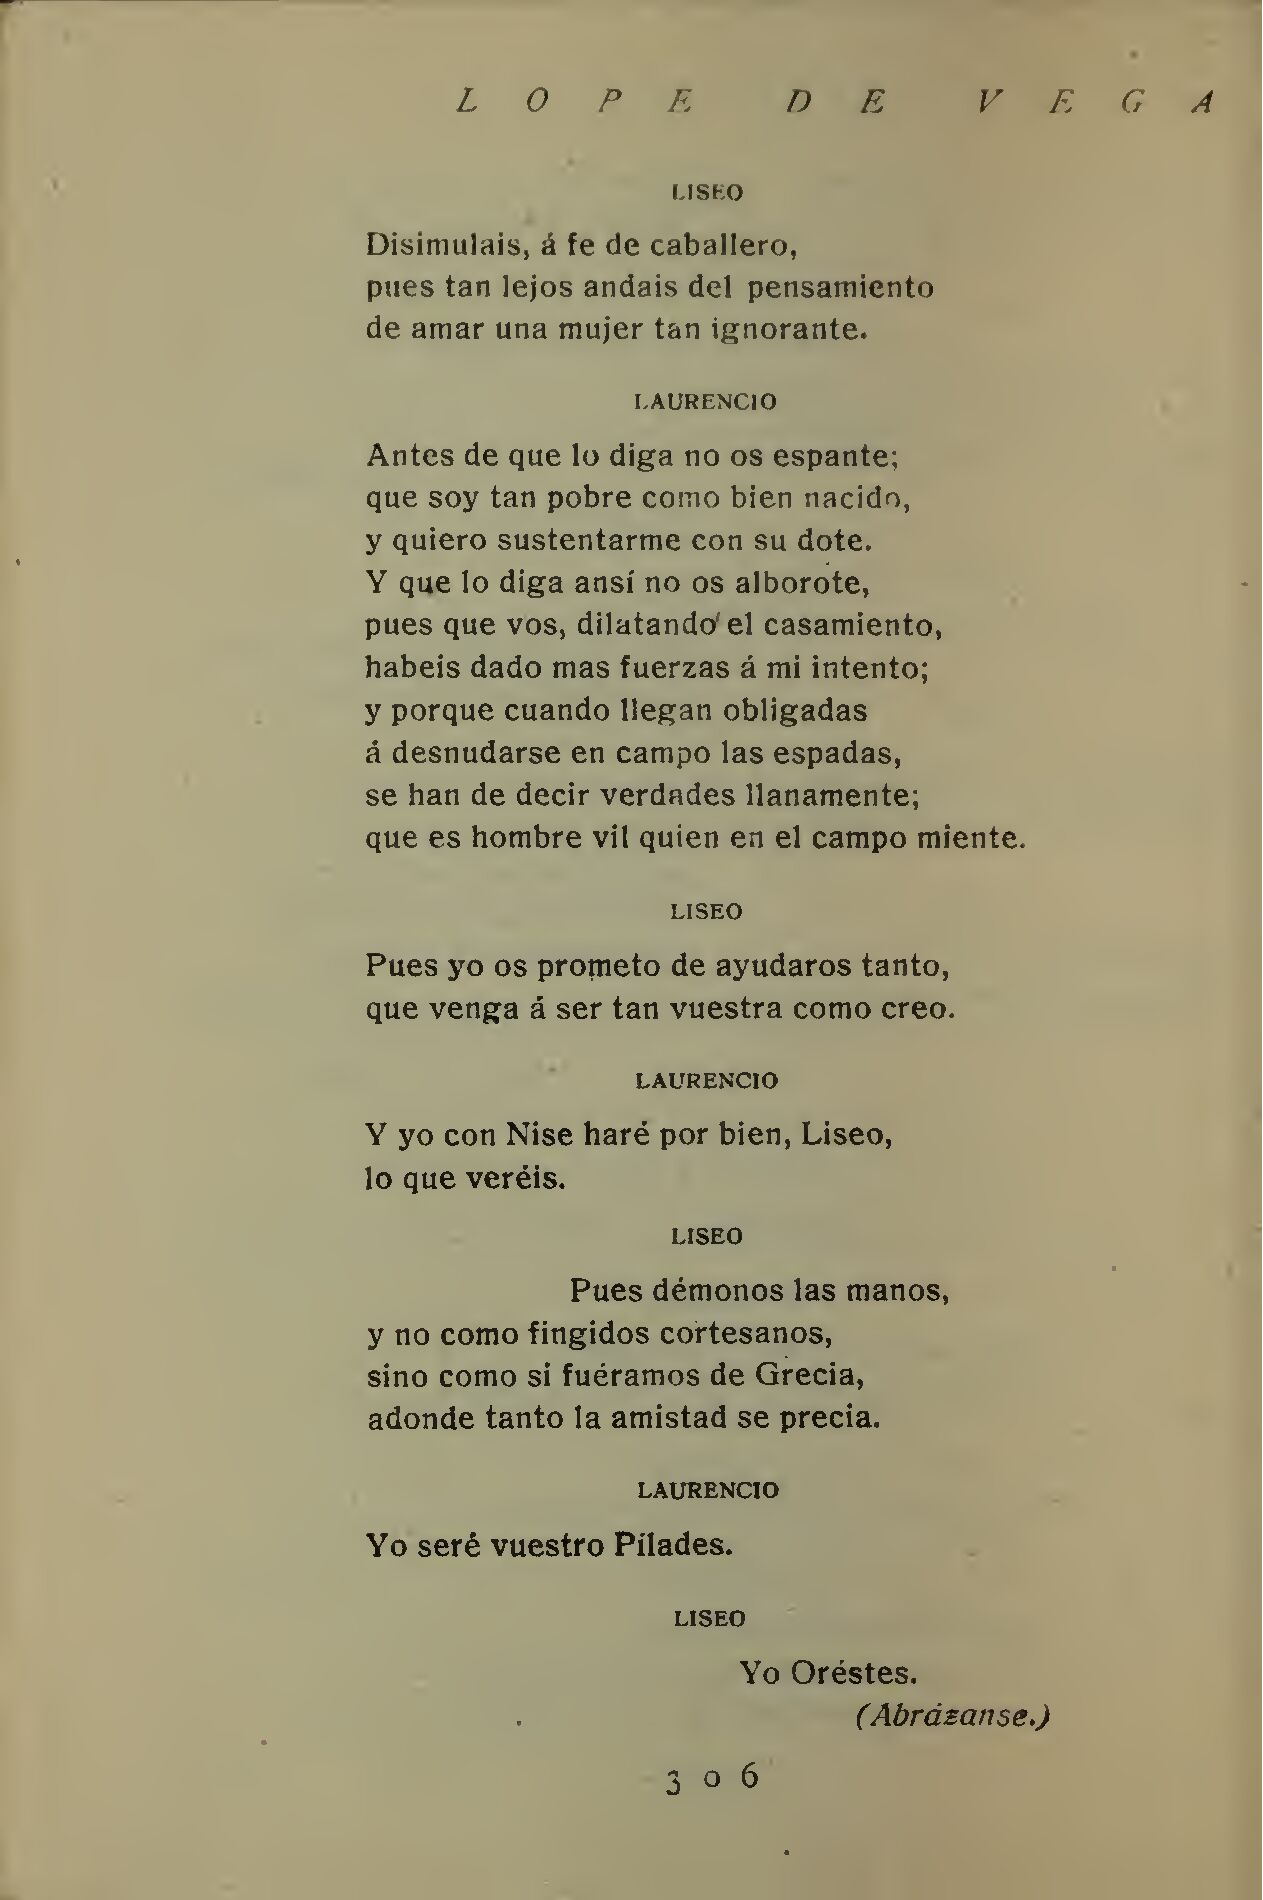 LOPE DE VEGA
LISEO
Disimulais, á fe de caballero,
pues tan lejos andais del pensamiento
de amar una mujer tan ignorante.
LAURENCIO
Antes de que lo diga no os espante;
que soy tan pobre como bien nacido,
y quiero sustentarme con su dote.
Y que lo diga ansí no os alborote,
pues que vos, dilatando el casamiento,
habeis dado mas fuerzas á mi intento;
y porque cuando llegan obligadas
á desnudarse en campo las espadas,
se han de decir verdades llanamente;
que es hombre vil quien en el campo miente.
LISEO
Pues yo os prometo de ayudaros tanto,
que venga á ser tan vuestra como creo.
LAURENCIO
Y yo con Nise haré por bien, Liseo,
lo que veréis.
LISEO
Pues démonos las manos,
y no como fingidos cortesanos,
sino como si fuéramos de Grecia,
adonde tanto la amistad se precia.
LAURENCIO
Yo seré vuestro Pílades.
LISEO
Yo Oréstes.
(Abrázanse.)
306